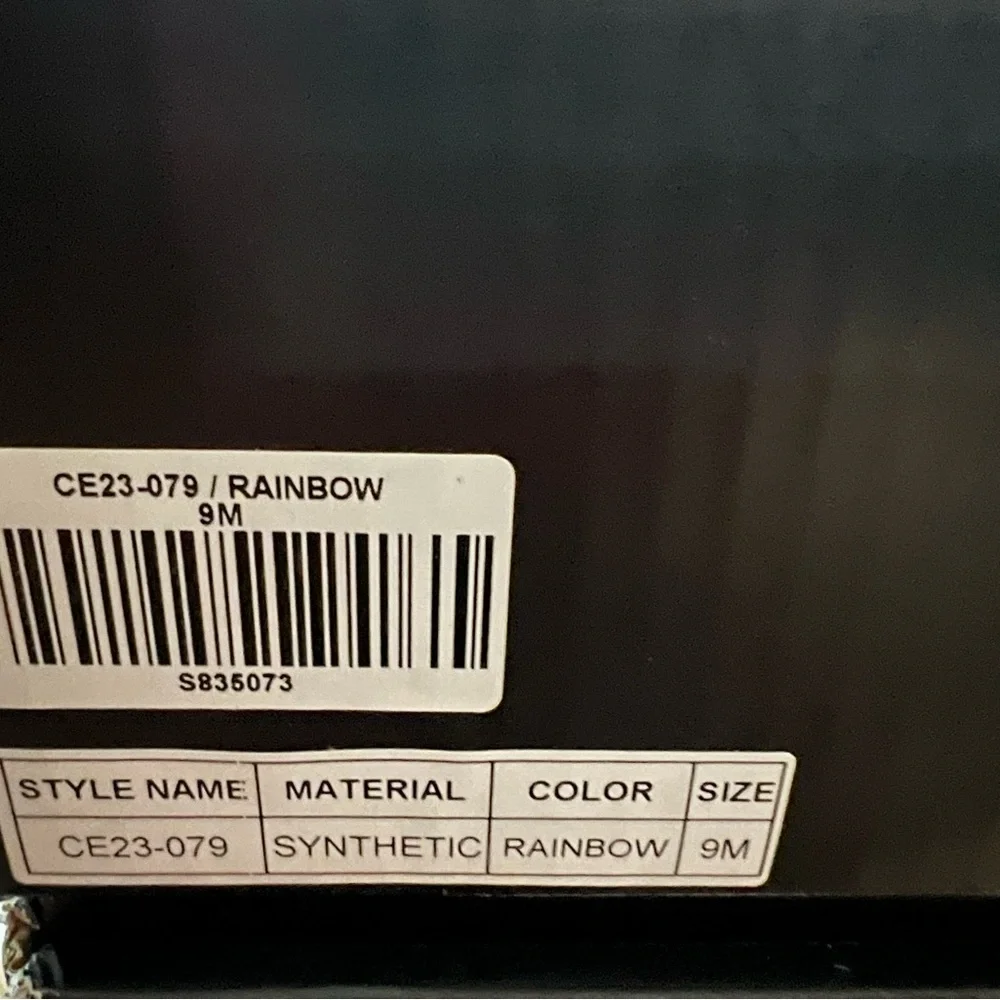 CE23-079 / RAINBOW
9M
S835073
STYLE NAME: MATERIAL COLOR SIZE
CE23-079 SYNTHETIC RAINBOW 9M